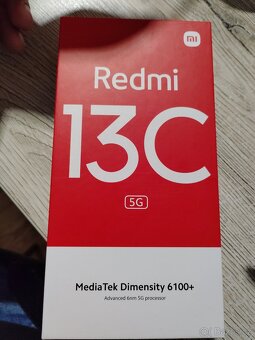 mi
Redmi
13C
5G
MediaTek Dimensity 6100+
Advanced 6nm 5G processor